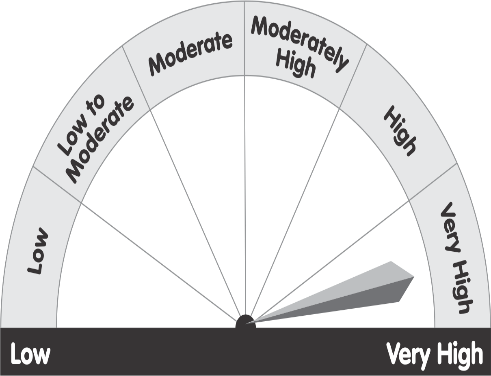 Low
Low to
Moderate
Moderate
Moderately
High
High
Very High
Low
Very High